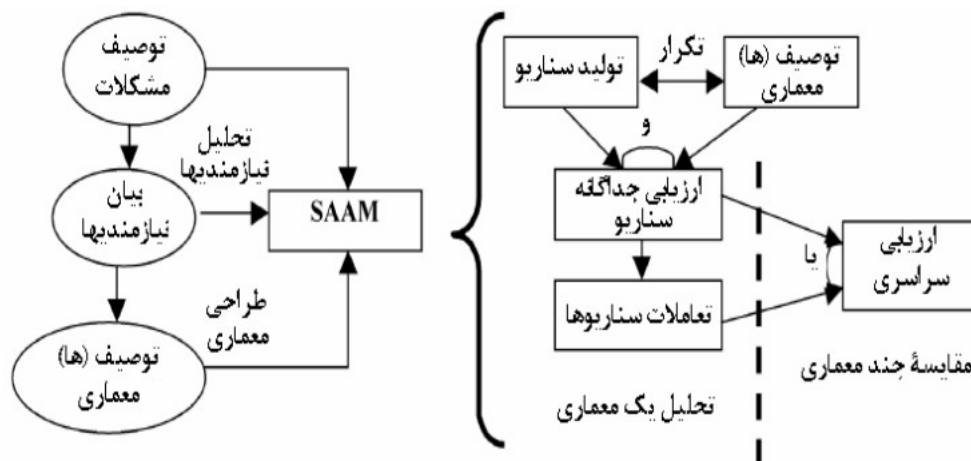 توصیف
مشکلات
تحلیل
نیازمندیها
بیان
نیازمندیها
SAAM
طراحی
معماری
توصیف (ها)
معماری
تولید سناریو
تکرار
توصیف (ها)
معماری
و
ارزیابی جداگانه
سناریو
تعاملات سناریوها
یا
ارزیابی
سراسری
تحلیل یک معماری
مقایسۀ چند معماری